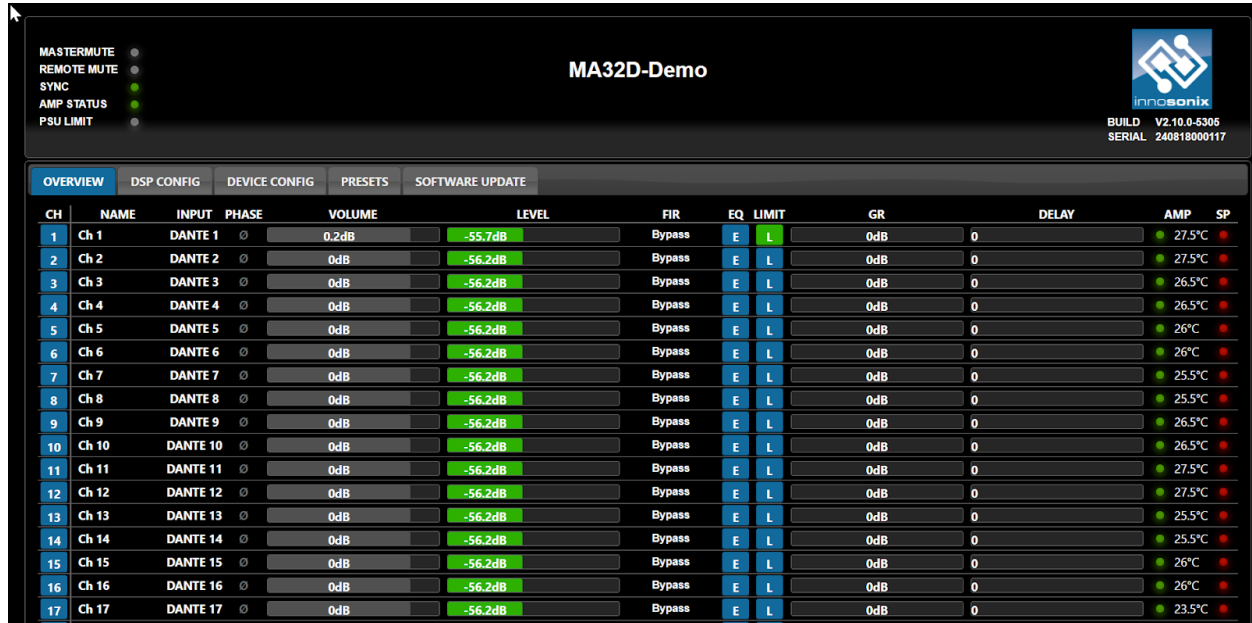 MASTERMUTE
REMOTE MUTE
SYNC
AMP STATUS
PSU LIMIT
MA32D-Demo
innosonix
BUILD V2.10.0-5305
SERIAL 240818000117
OVERVIEW DSP CONFIG DEVICE CONFIG PRESETS SOFTWARE UPDATE
CH NAME INPUT PHASE VOLUME LEVEL FIR EQ LIMIT GR DELAY AMP SP
1 Ch 1 DANTE 1 Ø 0.2dB -55.7dB Bypass E L 0dB 0 27.5°C
2 Ch 2 DANTE 2 Ø 0dB -56.2dB Bypass E L 0dB 0 27.5°C
3 Ch 3 DANTE 3 Ø 0dB -56.2dB Bypass E L 0dB 0 26.5°C
4 Ch 4 DANTE 4 Ø 0dB -56.2dB Bypass E L 0dB 0 26.5°C
5 Ch 5 DANTE 5 Ø 0dB -56.2dB Bypass E L 0dB 0 26°C
6 Ch 6 DANTE 6 Ø 0dB -56.2dB Bypass E L 0dB 0 26°C
7 Ch 7 DANTE 7 Ø 0dB -56.2dB Bypass E L 0dB 0 25.5°C
8 Ch 8 DANTE 8 Ø 0dB -56.2dB Bypass E L 0dB 0 25.5°C
9 Ch 9 DANTE 9 Ø 0dB -56.2dB Bypass E L 0dB 0 26.5°C
10 Ch 10 DANTE 10 Ø 0dB -56.2dB Bypass E L 0dB 0 26.5°C
11 Ch 11 DANTE 11 Ø 0dB -56.2dB Bypass E L 0dB 0 27.5°C
12 Ch 12 DANTE 12 Ø 0dB -56.2dB Bypass E L 0dB 0 27.5°C
13 Ch 13 DANTE 13 Ø 0dB -56.2dB Bypass E L 0dB 0 25.5°C
14 Ch 14 DANTE 14 Ø 0dB -56.2dB Bypass E L 0dB 0 25.5°C
15 Ch 15 DANTE 15 Ø 0dB -56.2dB Bypass E L 0dB 0 26°C
16 Ch 16 DANTE 16 Ø 0dB -56.2dB Bypass E L 0dB 0 26°C
17 Ch 17 DANTE 17 Ø 0dB -56.2dB Bypass E L 0dB 0 23.5°C